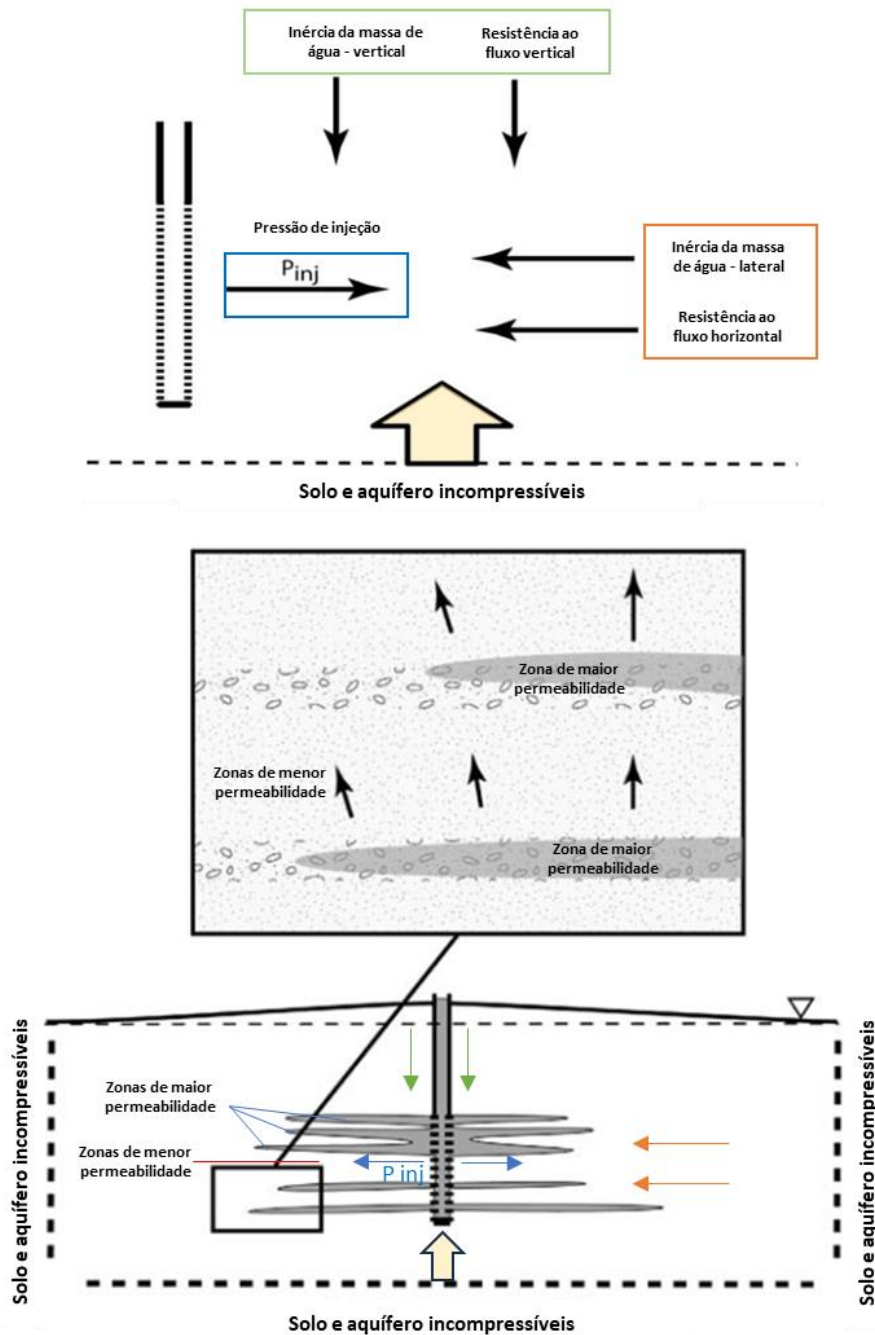 Inércia da massa de
água - vertical
Resistência ao
fluxo vertical
Pressão de injeção
Pinj
Inércia da massa
de água - lateral
Resistência ao
fluxo horizontal
Solo e aquífero incompressíveis
Zona de maior
permeabilidade
Zonas de menor
permeabilidade
Zona de maior
permeabilidade
Solo e aquífero incompressíveis
Zonas de maior
permeabilidade
Zonas de menor
permeabilidade
P inj
Solo e aquífero incompressíveis
Solo e aquífero incompressíveis